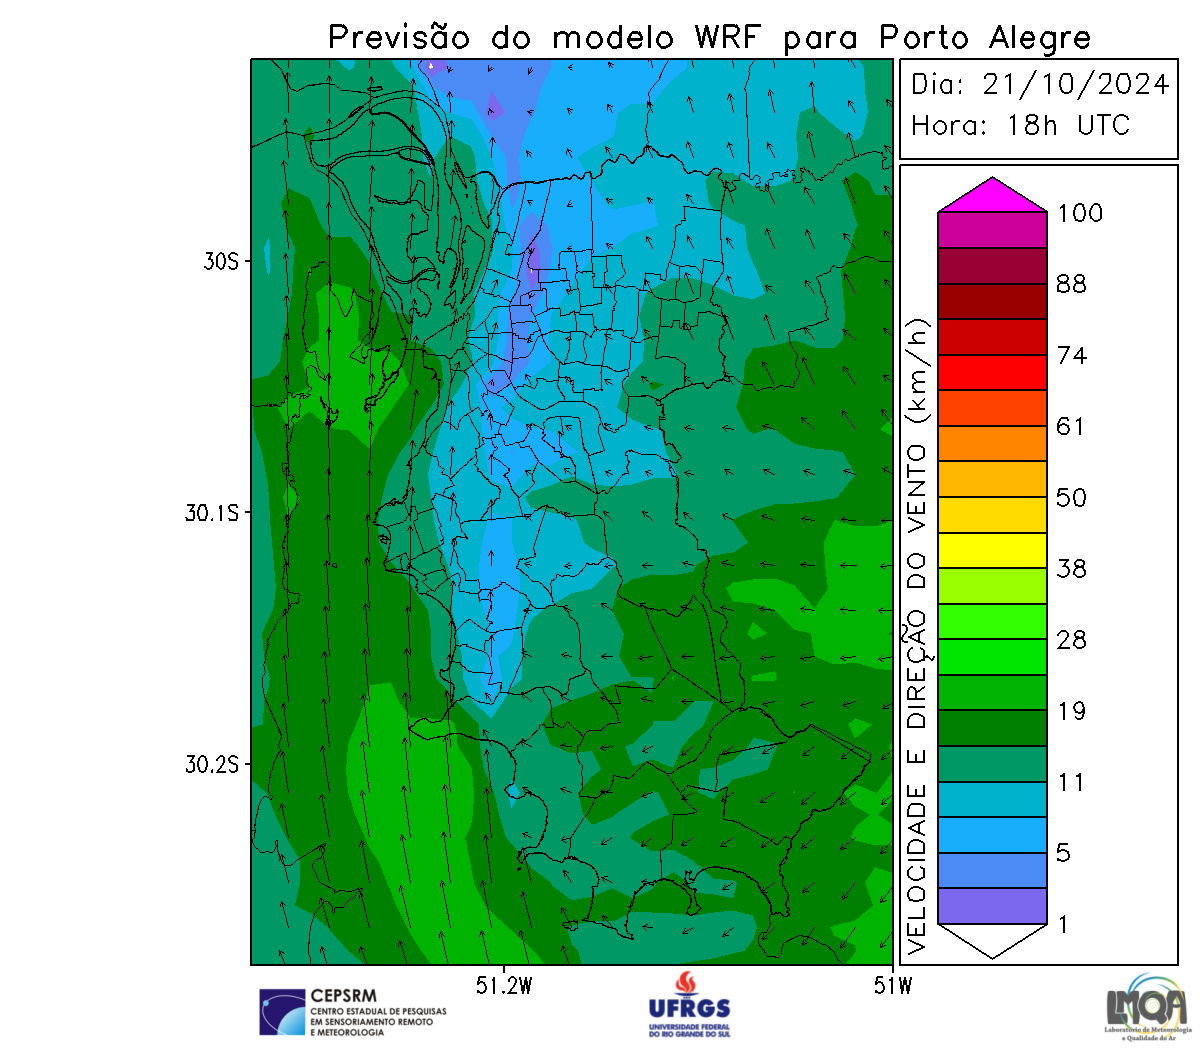 Previsão do modelo WRF para Porto Alegre
Dia: 21/10/2024
Hora: 18h UTC
30S
30.1S
30.2S
51.2W
51W
VELOCIDADE E DIREÇÃO DO VENTO (km/h)
100
88
74
61
50
38
28
19
11
5
1
CEPSRM
CENTRO ESTADUAL DE PESQUISAS
EM SENSORIAMENTO REMOTO
E METEOROLOGIA
UFRGS
UNIVERSIDADE FEDERAL
DO RIO GRANDE DO SUL
LMQA
Laboratório de Meteorologia
e Qualidade do Ar